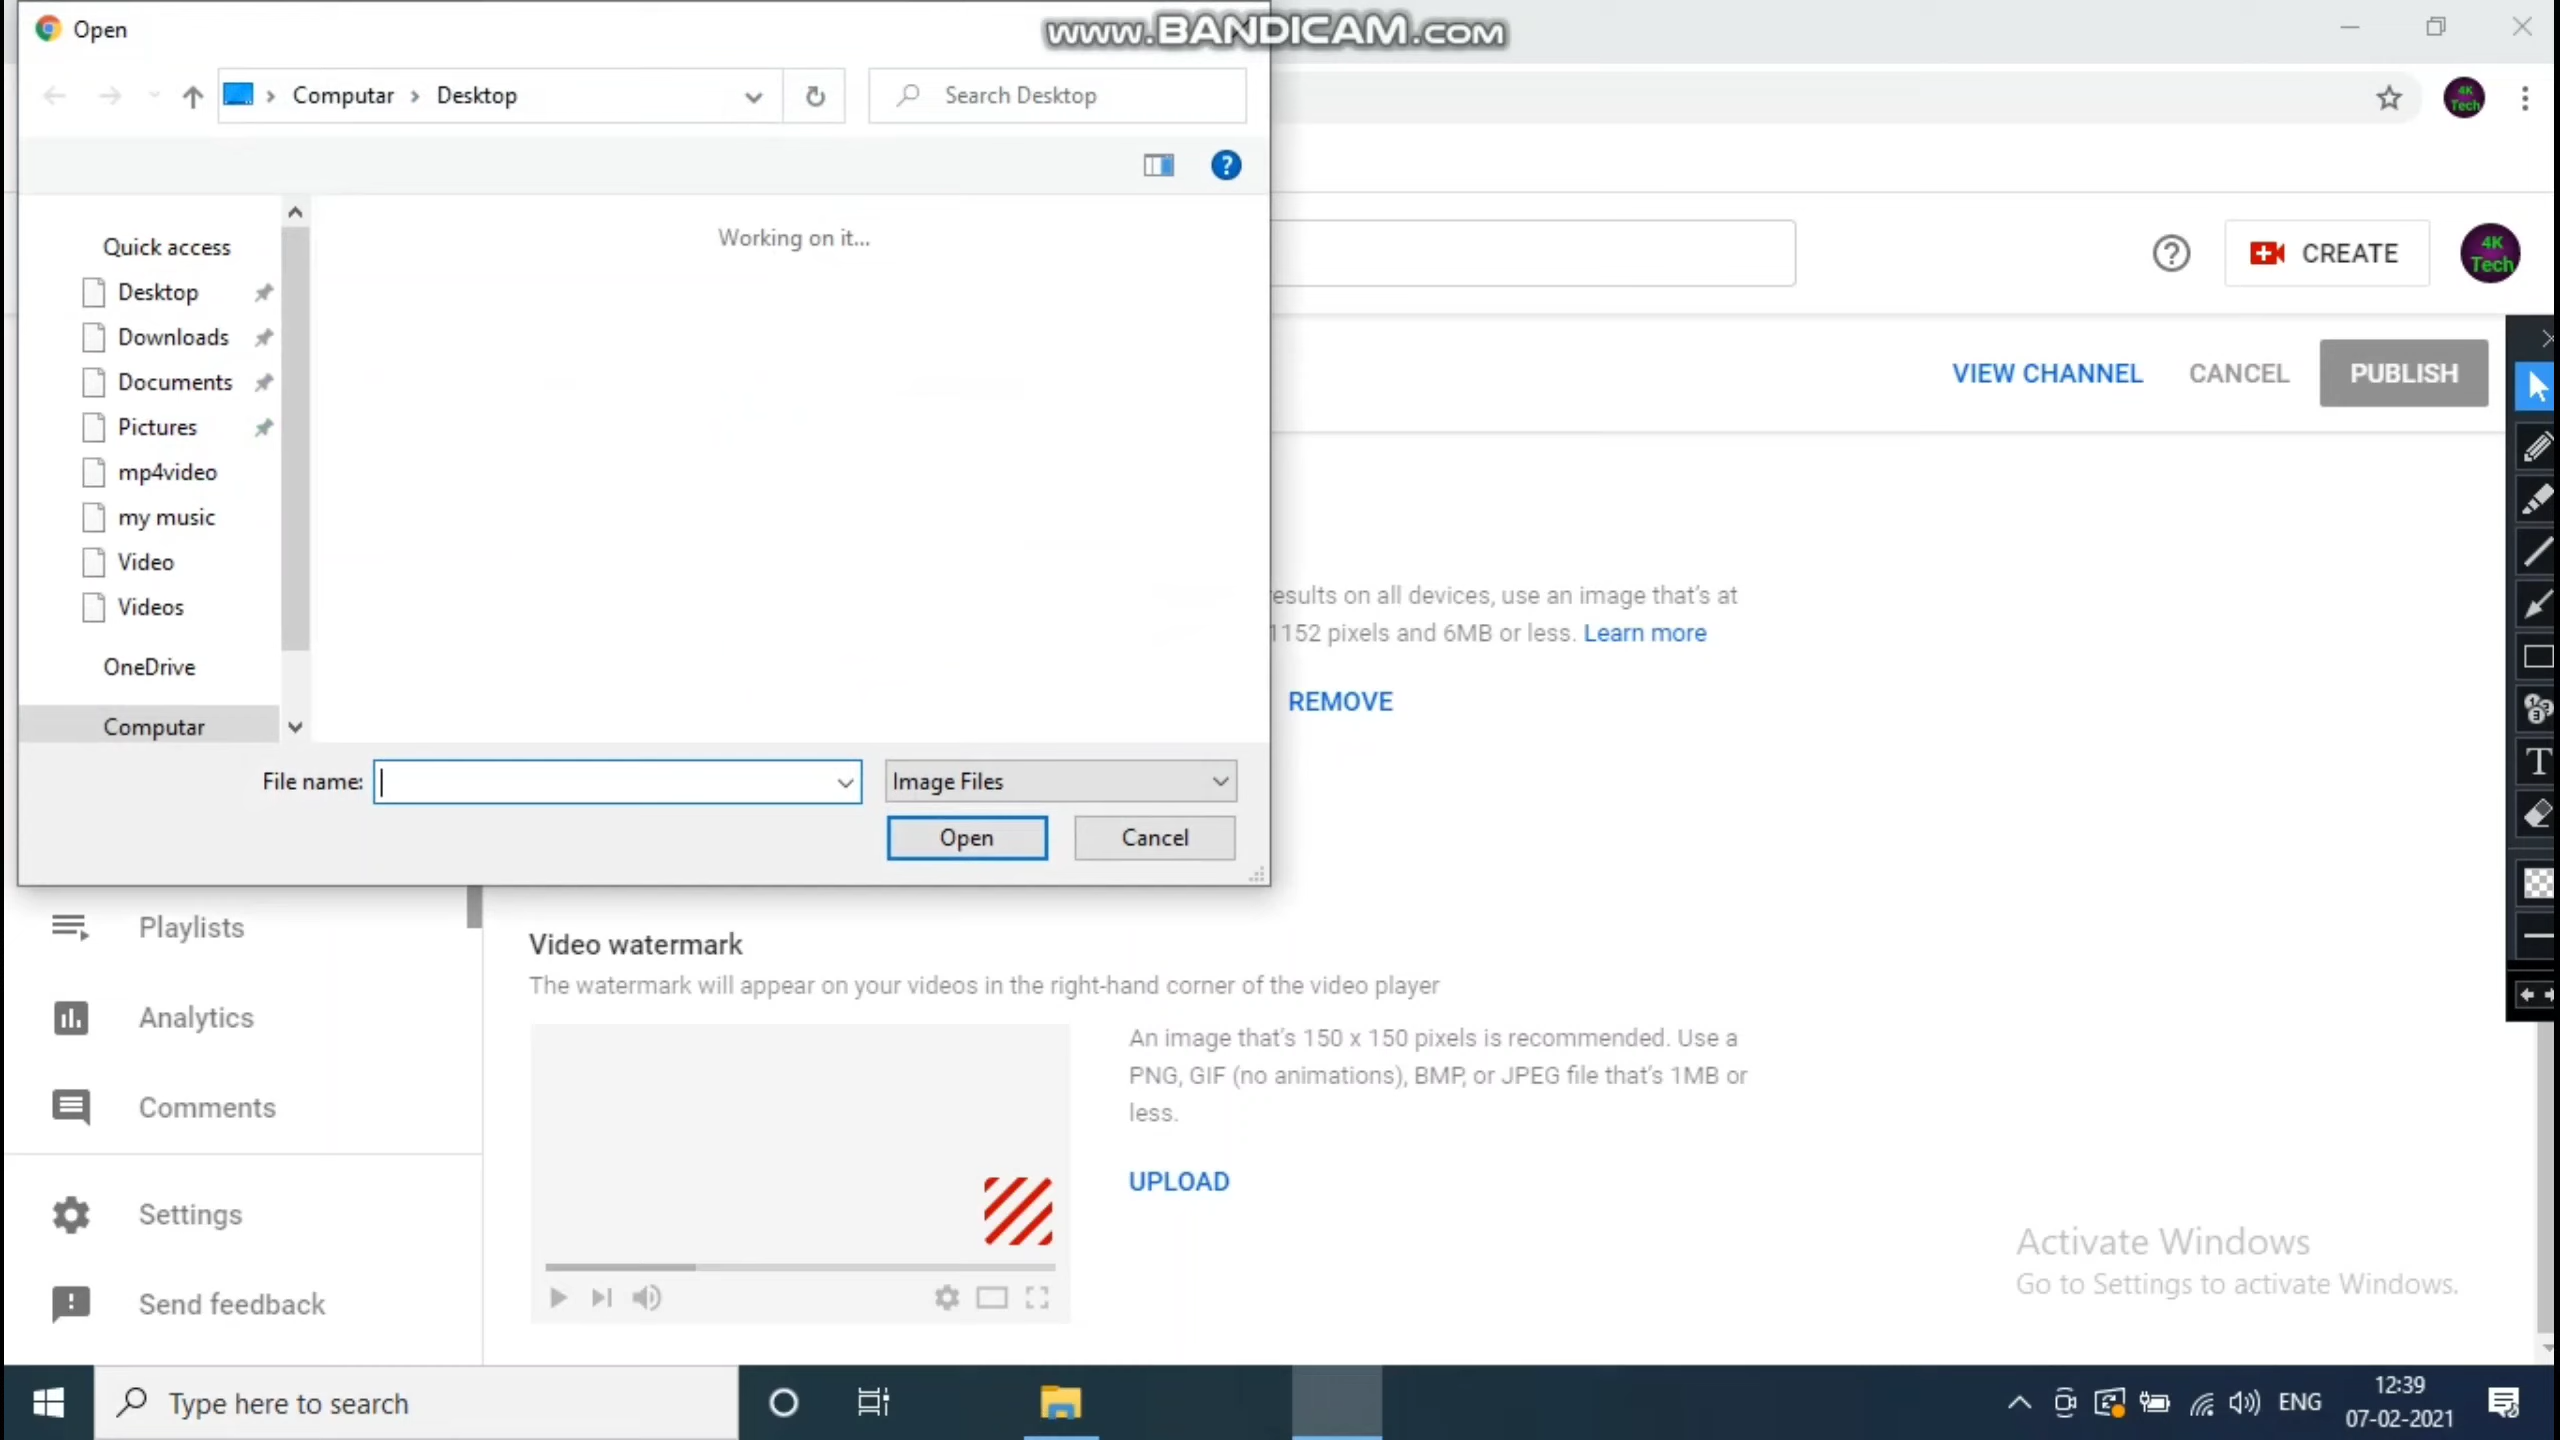 Open
www.BANDICAM.com
Computar
Desktop
Search Desktop
4K
Tech
Working on it...
Quick access
Desktop
Downloads
Documents
Pictures
mp4video
my music
Video
Videos
OneDrive
Computar
CREATE
4K
Tech
VIEW CHANNEL
CANCEL
PUBLISH
esults on all devices, use an image that's at
1152 pixels and 6MB or less. Learn more
REMOVE
File name:
Image Files
Open
Cancel
Playlists
Analytics
Comments
Settings
Send feedback
Video watermark
The watermark will appear on your videos in the right-hand corner of the video player
An image that's 150 x 150 pixels is recommended. Use a
PNG, GIF (no animations), BMP, or JPEG file that's 1MB or
less.
UPLOAD
Activate Windows
Go to Settings to activate Windows.
Type here to search
ENG
12:39
07-02-2021